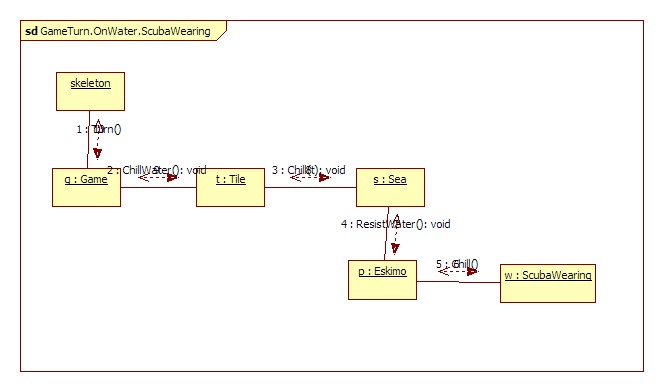 sd GameTurn.OnWater.ScubaWearing
skeleton
1 : Turn()
g : Game
2 : ChillWater(): void
t : Tile
3 : Chill(t): void
s : Sea
4 : ResistWater(): void
p : Eskimo
5 : Chill()
w : ScubaWearing